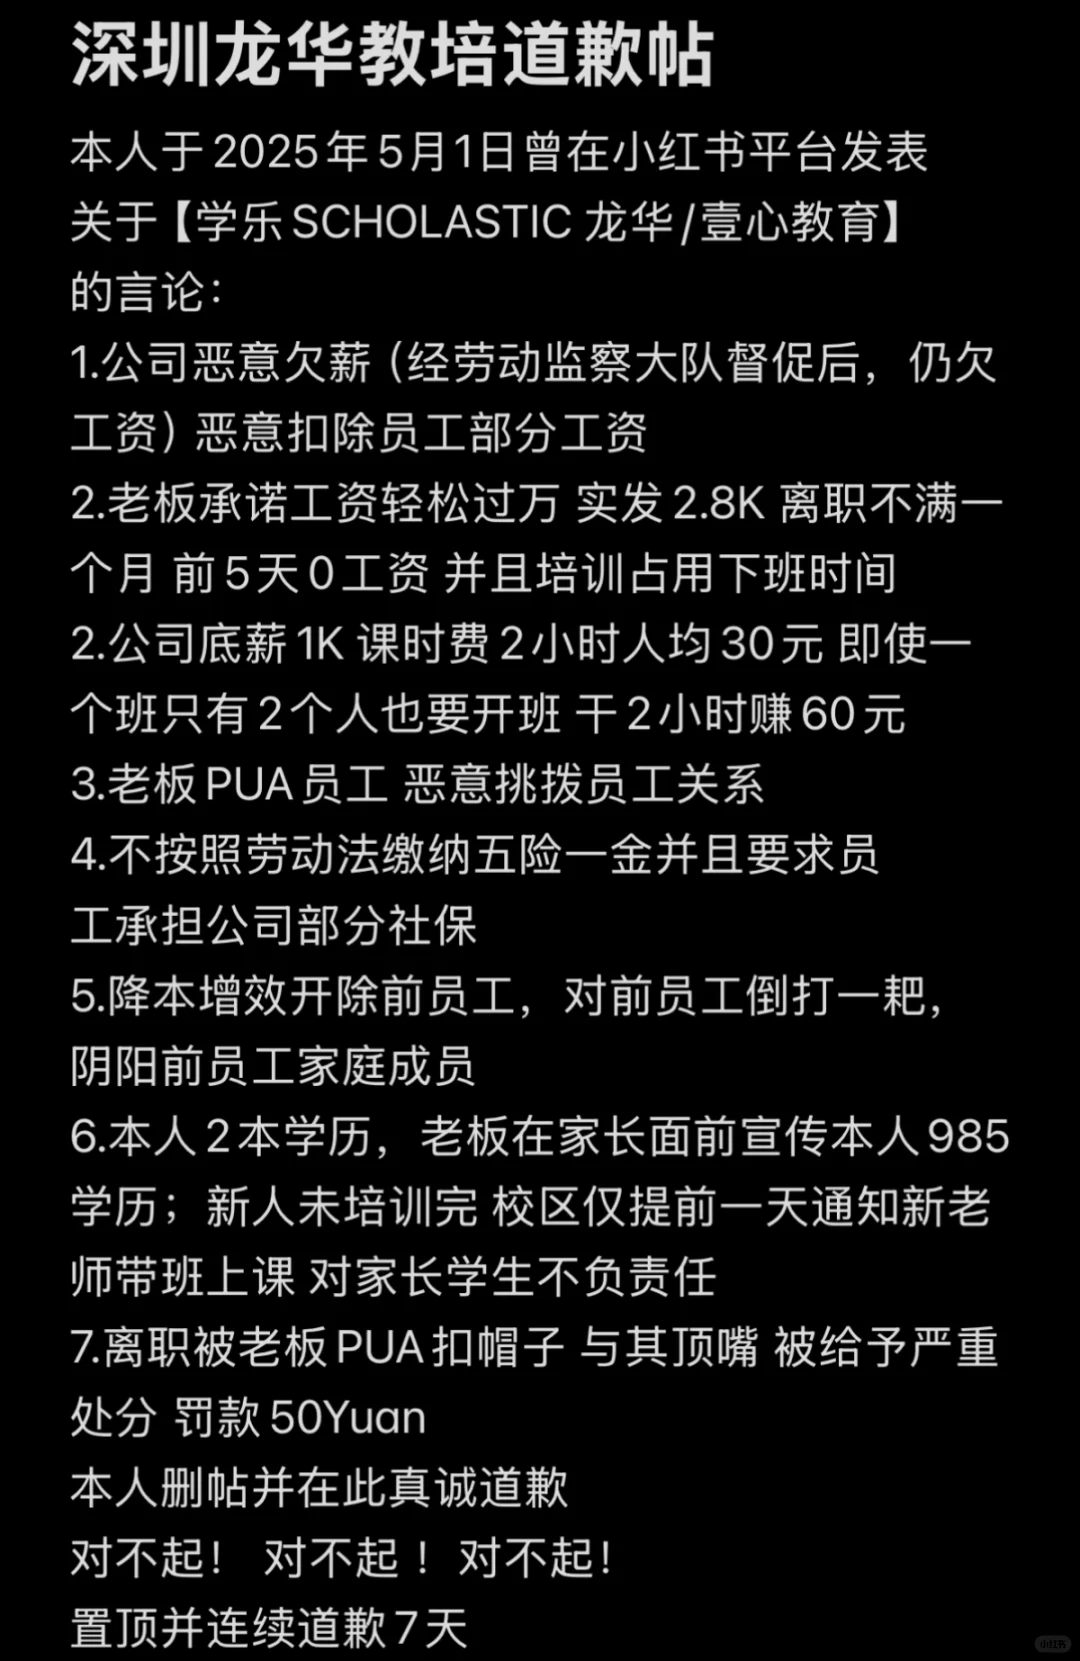 深圳龙华教培道歉帖
本人于2025年5月1日曾在小红书平台发表
关于【学乐SCHOLASTIC 龙华/壹心教育】
的言论：
1.公司恶意欠薪（经劳动监察大队督促后，仍欠
工资）恶意扣除员工部分工资
2.老板承诺工资轻松过万 实发2.8K 离职不满一
个月 前5天0工资 并且培训占用下班时间
2.公司底薪1K 课时费2小时人均30元 即使一
个班只有2个人也要开班 干2小时赚60元
3.老板PUA员工 恶意挑拨员工关系
4.不按照劳动法缴纳五险一金并且要求员
工承担公司部分社保
5.降本增效开除前员工，对前员工倒打一耙，
阴阳前员工家庭成员
6.本人2本学历，老板在家长面前宣传本人985
学历；新人未培训完 校区仅提前一天通知新老
师带班上课 对家长学生不负责任
7.离职被老板PUA扣帽子 与其顶嘴 被给予严重
处分 罚款50Yuan
本人删帖并在此真诚道歉
对不起！ 对不起 ！对不起！
置顶并连续道歉7天
小红书